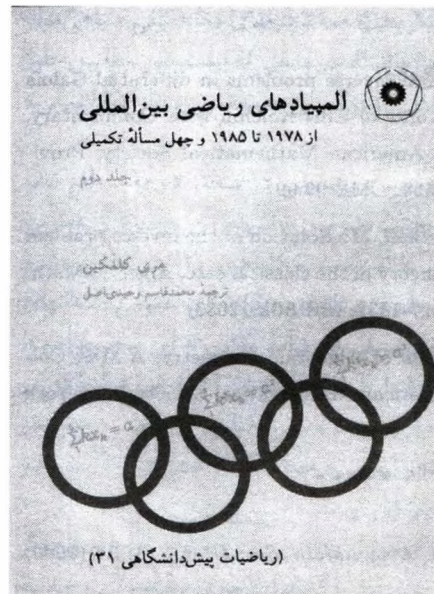 المپیادهای ریاضی بین‌المللی
از ۱۹۷۸ تا ۱۹۸۵ و چهل مسألهٔ تکمیلی
جلد دوم
مری کلمکین
ترجمهٔ محمدقاسم وحیدی‌اصل
(ریاضیات پیش‌دانشگاهی ۳۱)